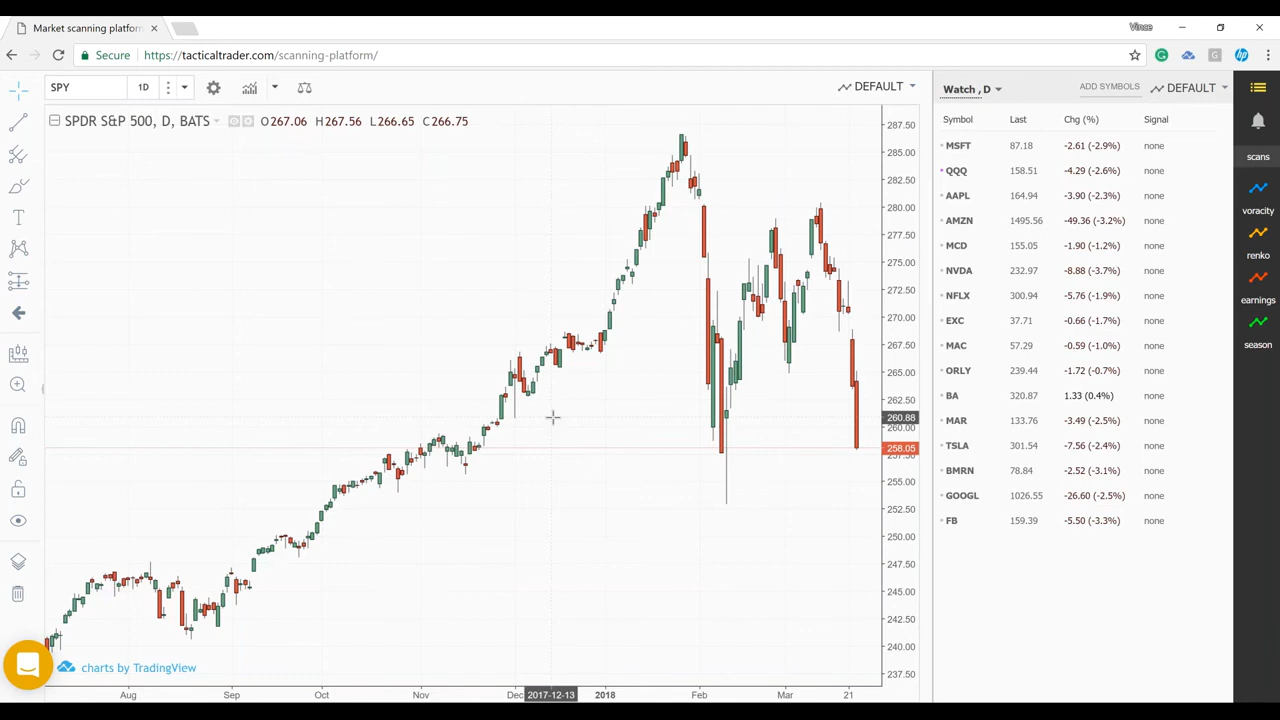 Market scanning platform
Vince
Secure
https://tacticaltrader.com/scanning-platform/
SPY
1D
DEFAULT
SPDR S&P 500, D, BATS
O267.06 H267.56 L266.65 C266.75
287.50
285.00
282.50
280.00
277.50
275.00
272.50
270.00
267.50
265.00
262.50
260.88
260.00
258.05
257.50
255.00
252.50
250.00
247.50
245.00
242.50
240.00
237.50
Aug Sep Oct Nov Dec 2017-12-13 2018 Feb Mar 21
charts by TradingView
Watch , D
ADD SYMBOLS
DEFAULT
Symbol Last Chg (%) Signal
MSFT 87.18 -2.61 (-2.9%) none
QQQ 158.51 -4.29 (-2.6%) none
AAPL 164.94 -3.90 (-2.3%) none
AMZN 1495.56 -49.36 (-3.2%) none
MCD 155.05 -1.90 (-1.2%) none
NVDA 232.97 -8.88 (-3.7%) none
NFLX 300.94 -5.76 (-1.9%) none
EXC 37.71 -0.66 (-1.7%) none
MAC 57.29 -0.59 (-1.0%) none
ORLY 239.44 -1.72 (-0.7%) none
BA 320.87 1.33 (0.4%) none
MAR 133.76 -3.49 (-2.5%) none
TSLA 301.54 -7.56 (-2.4%) none
BMRN 78.84 -2.52 (-3.1%) none
GOOGL 1026.55 -26.60 (-2.5%) none
FB 159.39 -5.50 (-3.3%) none
scans
voracity
renko
earnings
season